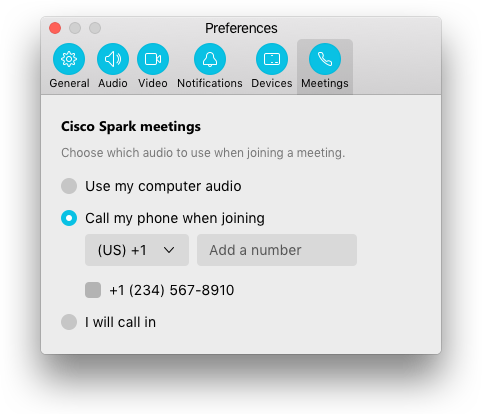 Preferences
General Audio Video Notifications Devices Meetings
Cisco Spark meetings
Choose which audio to use when joining a meeting.
Use my computer audio
Call my phone when joining
(US) +1 Add a number
+1 (234) 567-8910
I will call in